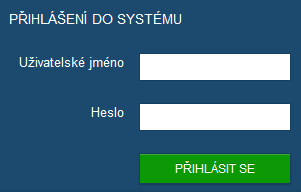 PŘIHLÁŠENÍ DO SYSTÉMU
Uživatelské jméno
Heslo
PŘIHLÁSIT SE